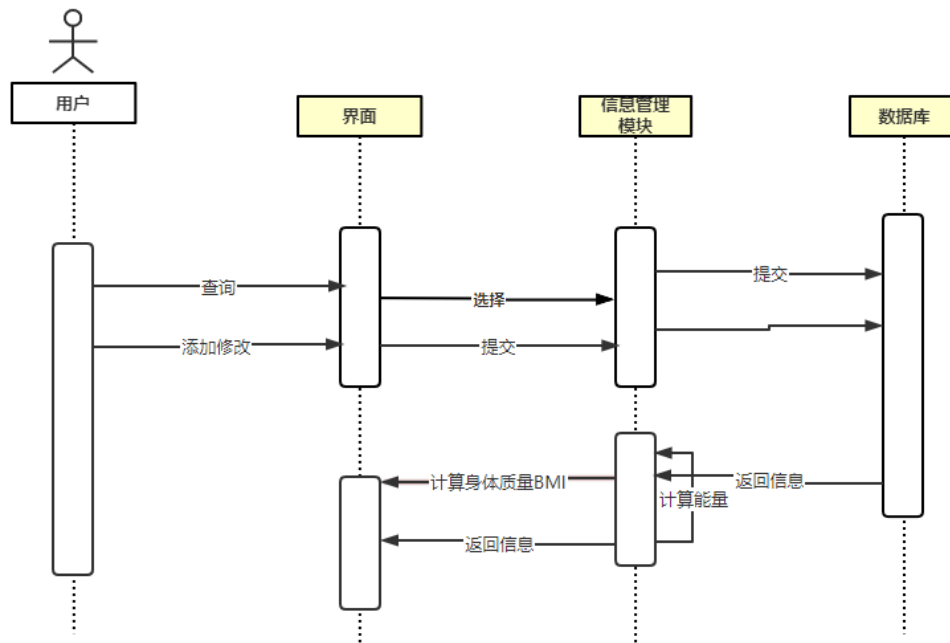 用户
界面
信息管理
模块
数据库
查询
选择
提交
添加修改
提交
计算身体质量BMI
返回信息
计算能量
返回信息